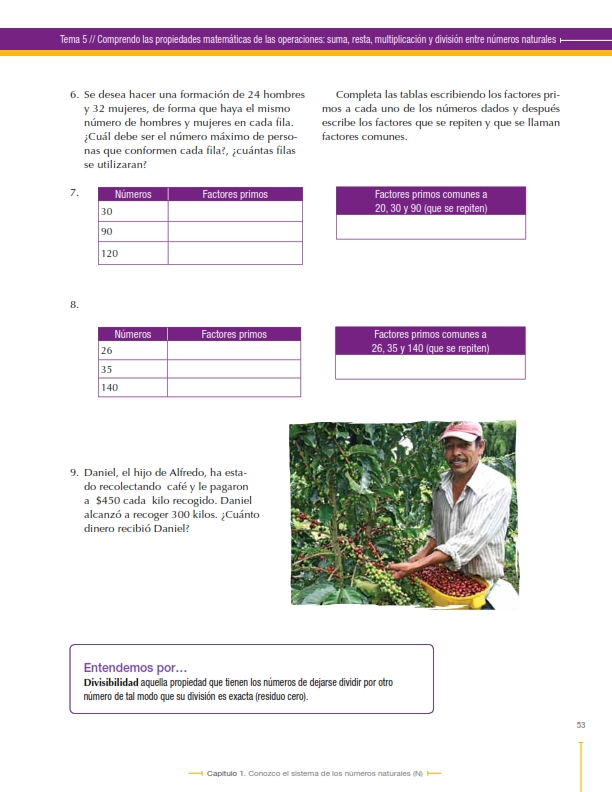 Tema 5 // Comprendo las propiedades matemáticas de las operaciones: suma, resta, multiplicación y división entre números naturales
6. Se desea hacer una formación de 24 hombres
y 32 mujeres, de forma que haya el mismo
número de hombres y mujeres en cada fila.
¿Cuál debe ser el número máximo de perso-
nas que conformen cada fila?, ¿cuántas filas
se utilizaran?
Completa las tablas escribiendo los factores pri-
mos a cada uno de los números dados y después
escribe los factores que se repiten y que se llaman
factores comunes.
7.
Números Factores primos
30
90
120
Factores primos comunes a
20, 30 y 90 (que se repiten)
8.
Números Factores primos
26
35
140
Factores primos comunes a
26, 35 y 140 (que se repiten)
9. Daniel, el hijo de Alfredo, ha esta-
do recolectando café y le pagaron
a $450 cada kilo recogido. Daniel
alcanzó a recoger 300 kilos. ¿Cuánto
dinero recibió Daniel?
Entendemos por...
Divisibilidad aquella propiedad que tienen los números de dejarse dividir por otro
número de tal modo que su división es exacta (residuo cero).
53
Capítulo 1. Conozco el sistema de los números naturales (N)